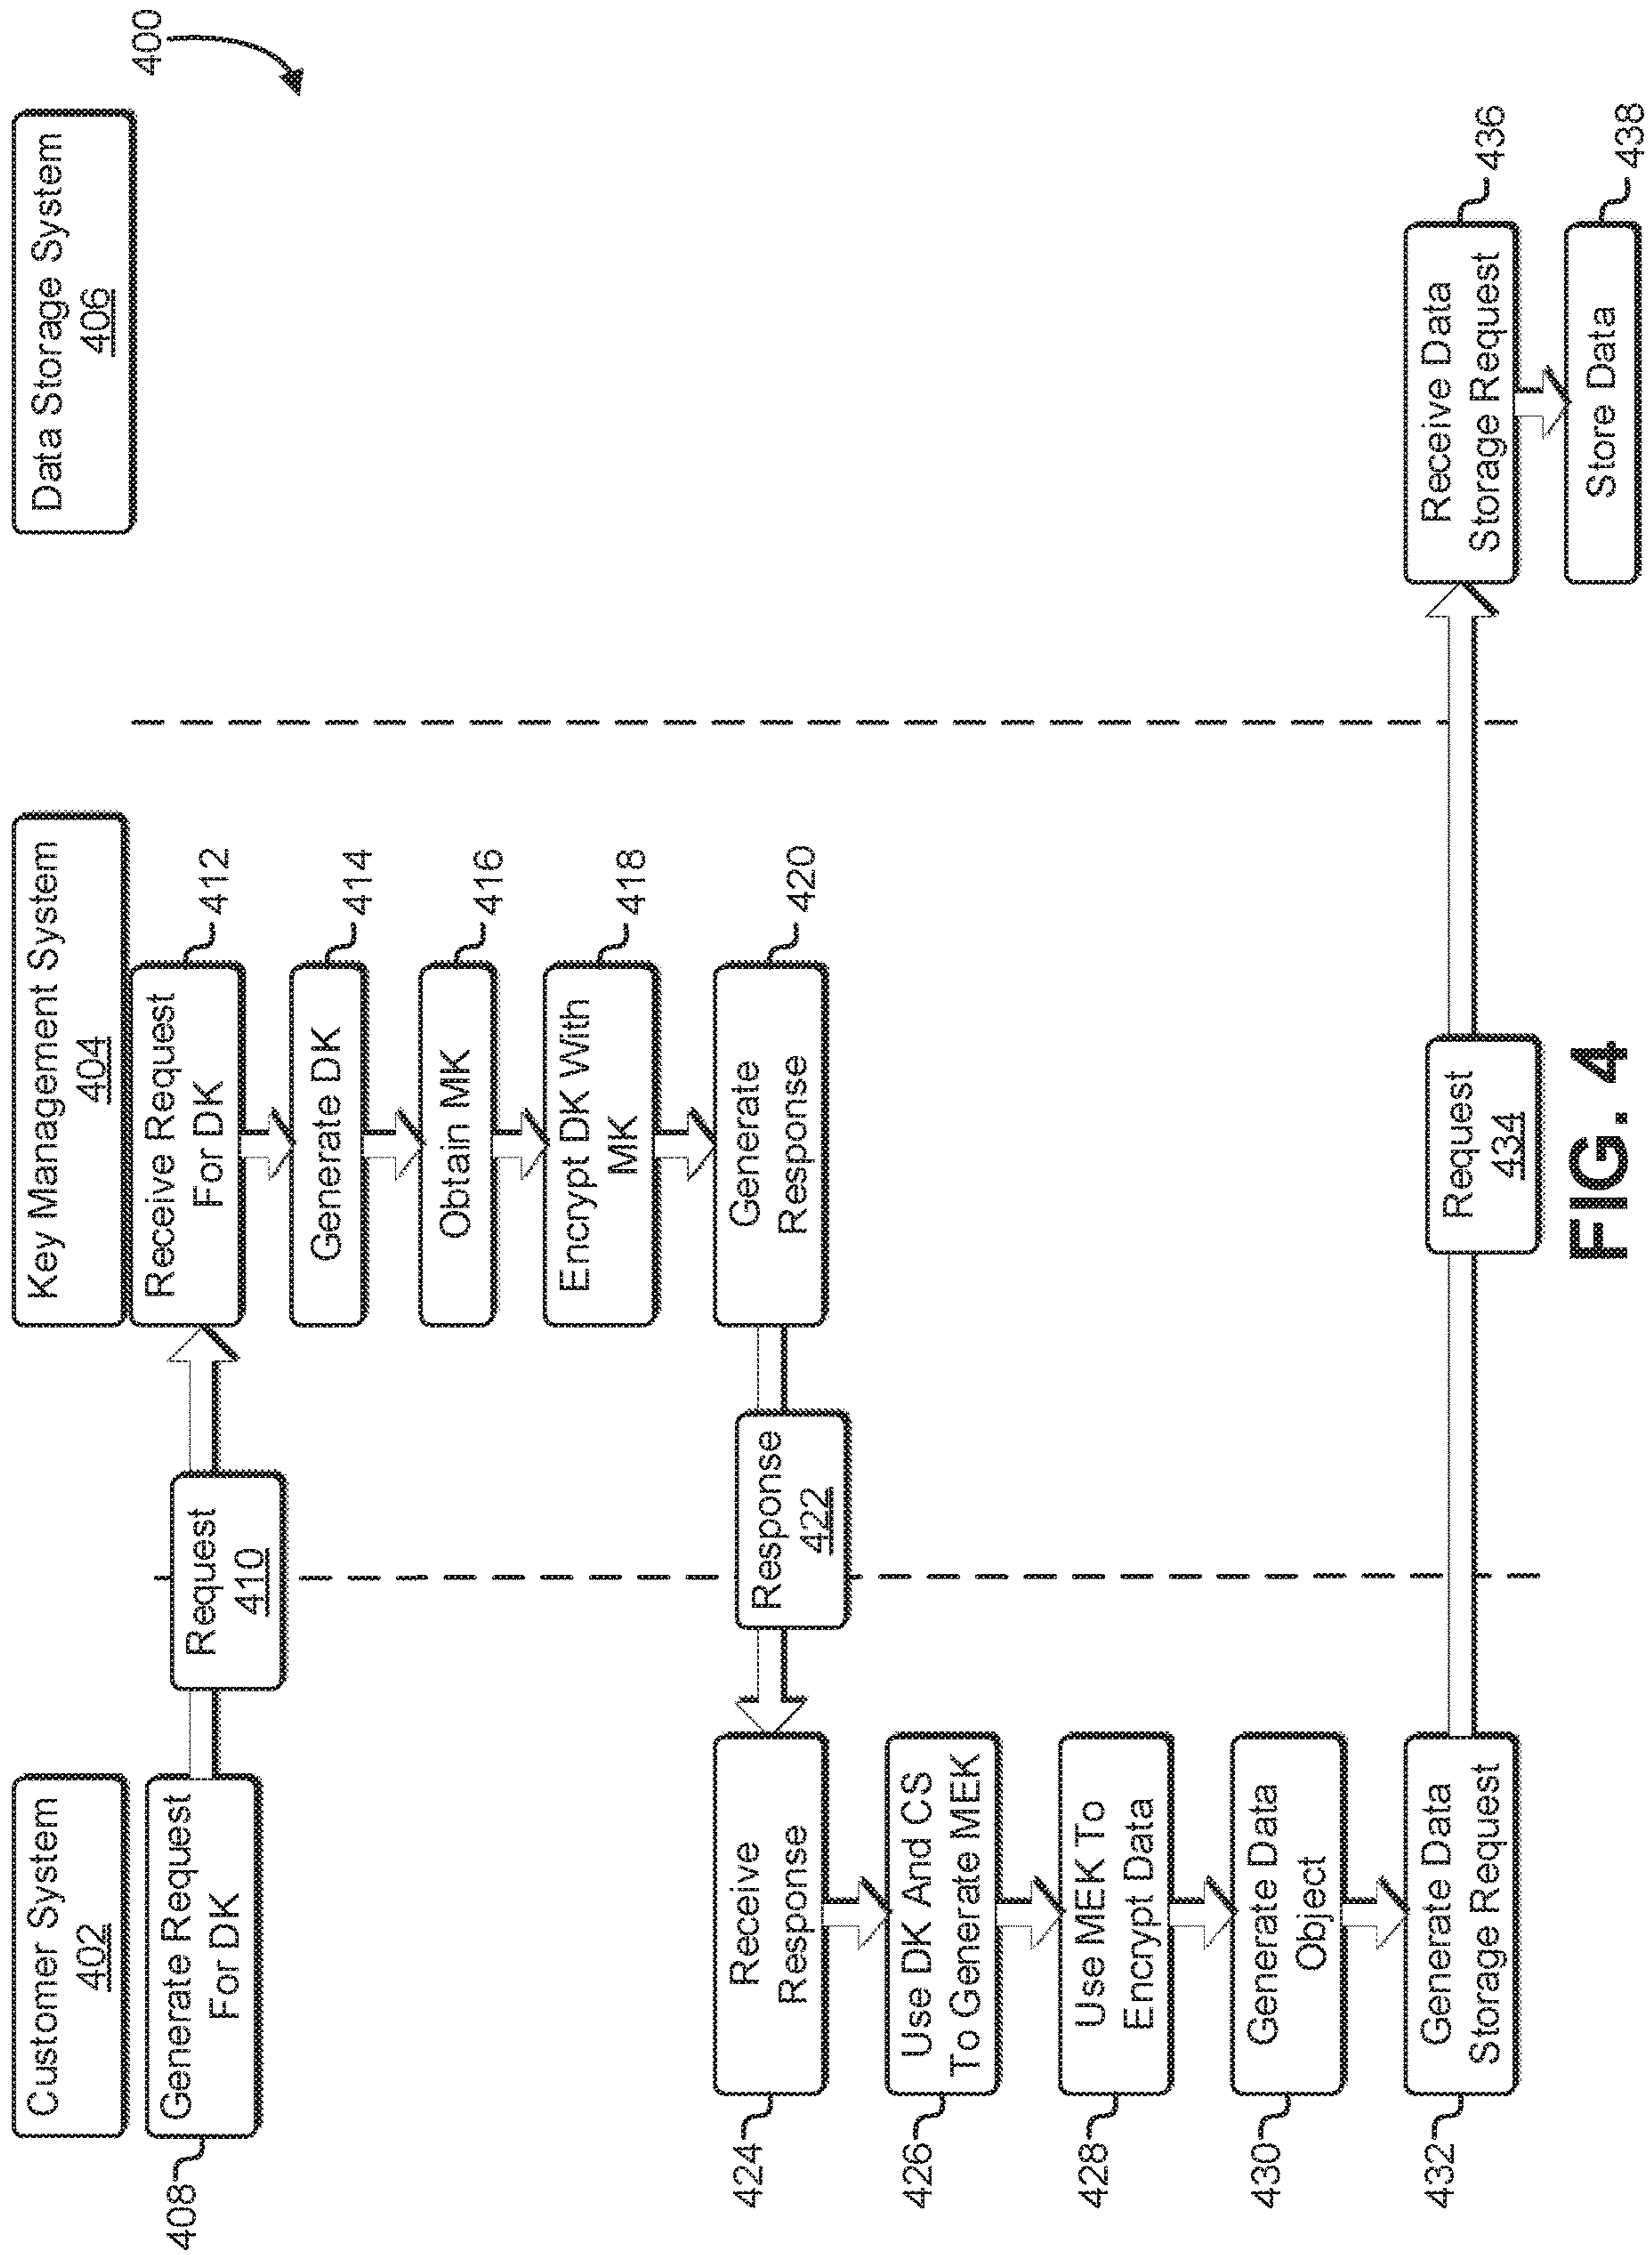 400
Customer System
402
Key Management System
404
Data Storage System
406
408
Generate Request
For DK
Request
410
Receive Request
For DK
412
Generate DK
414
Obtain MK
416
Encrypt DK With
MK
418
Generate
Response
420
Response
422
424
Receive
Response
426
Use DK And CS
To Generate MEK
428
Use MEK To
Encrypt Data
430
Generate Data
Object
432
Generate Data
Storage Request
Request
434
Receive Data
Storage Request
436
Store Data
438
FIG. 4